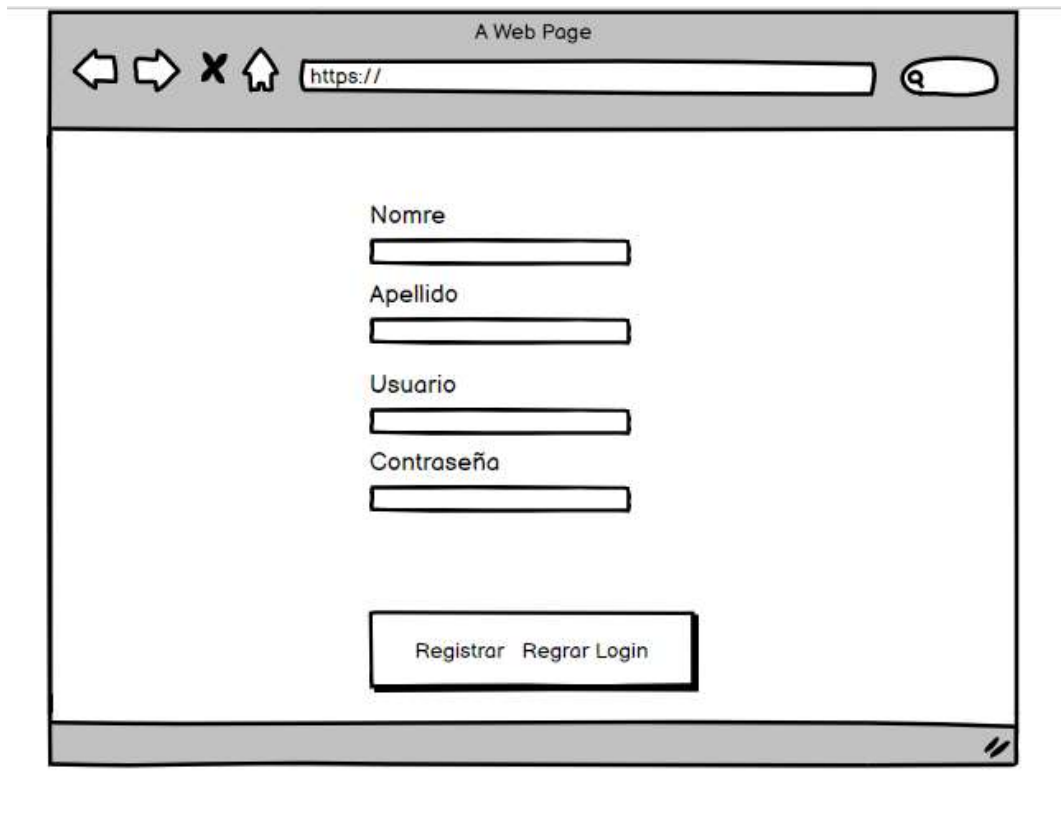 A Web Page
https://
Nomre
Apellido
Usuario
Contraseña
Registrar Regrar Login